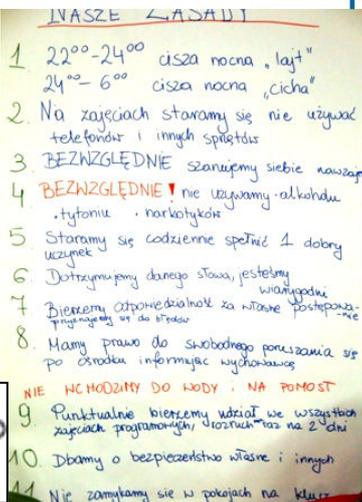 NASZE ZASADY
1. 22⁰⁰-24⁰⁰ cisza nocna „lajt"
24⁰⁰- 6⁰⁰ cisza nocna „cicha"
2. Na zajęciach staramy się nie używać
telefonów i innych sprzętów
3. BEZWZGLĘDNIE szanujemy siebie nawzaje
4 BEZWZGLĘDNIE! nie używamy · alkoholu
· tytoniu · narkotyków
5 Staramy się codziennie spełnić 1 dobry
uczynek
6 Dotrzymujemy danego słowa, jesteśmy
wiarygodni
7 Bierzemy odpowiedzialność za własne postępowa-
przyznajemy się do błędów -nie
8. Mamy prawo do swobodnego poruszania się
po ośrodku informując wychowawcę
NIE WCHODZIMY DO WODY i NA POMOST
9. Punktualnie bierzemy udział we wszystkich
zajęciach programowych, raz na 2 dni
10. Dbamy o bezpieczeństwo własne i innych
11 Nie zamykamy się w pokojach na klucz